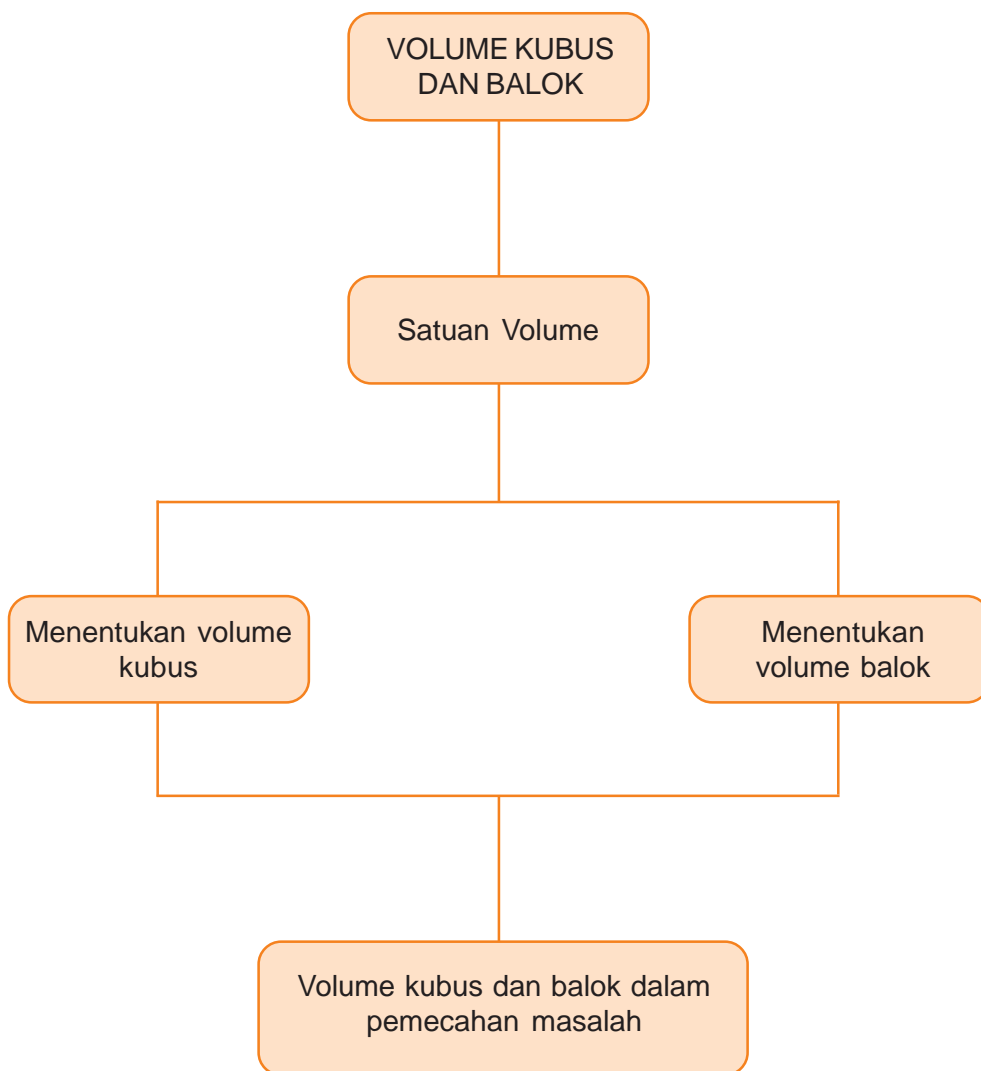 VOLUME KUBUS
DAN BALOK
Satuan Volume
Menentukan volume
kubus
Menentukan
volume balok
Volume kubus dan balok dalam
pemecahan masalah